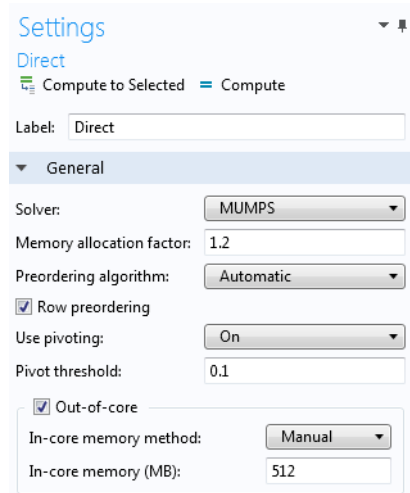 Settings
Direct
Compute to Selected = Compute
Label: Direct
General
Solver: MUMPS
Memory allocation factor: 1.2
Preordering algorithm: Automatic
Row preordering
Use pivoting: On
Pivot threshold: 0.1
Out-of-core
In-core memory method: Manual
In-core memory (MB): 512